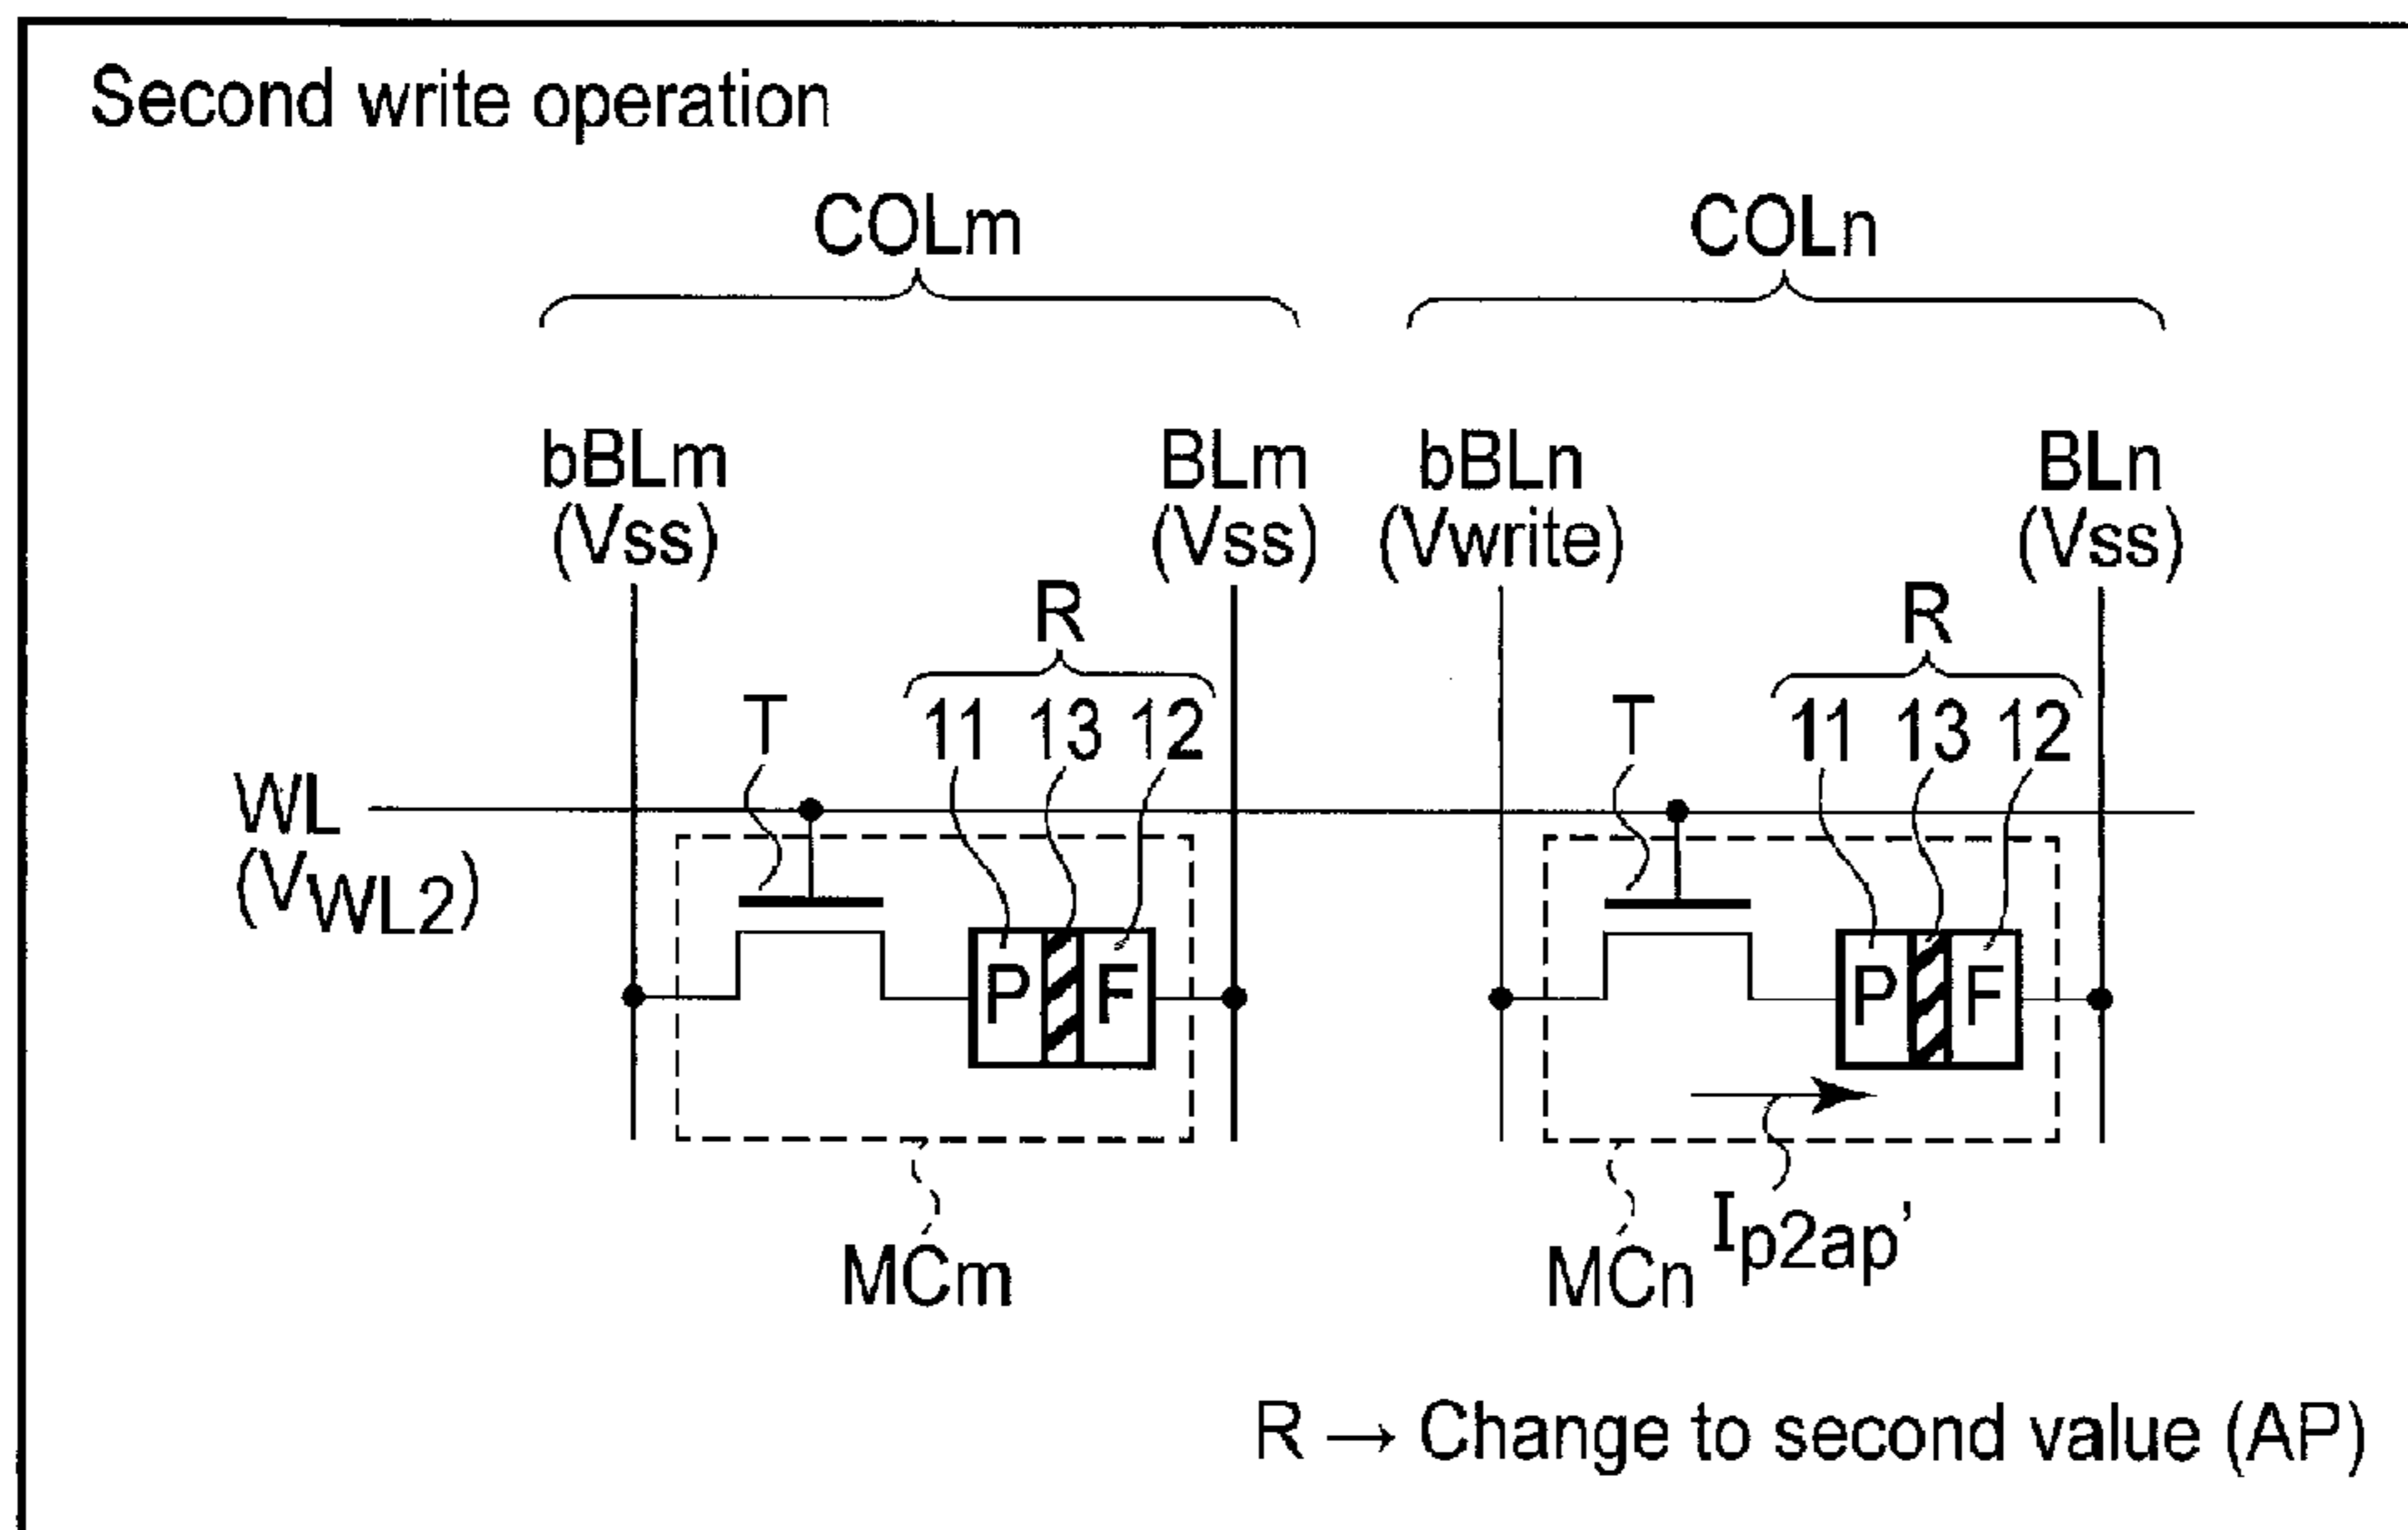 Second write operation
COLm COLn
bBLm BLm bBLn BLn
(Vss) (Vss) (Vwrite) (Vss)
R R
T 11 13 12 T 11 13 12
WL
(VWL2)
P F P F
MCm MCn Ip2ap'
R → Change to second value (AP)